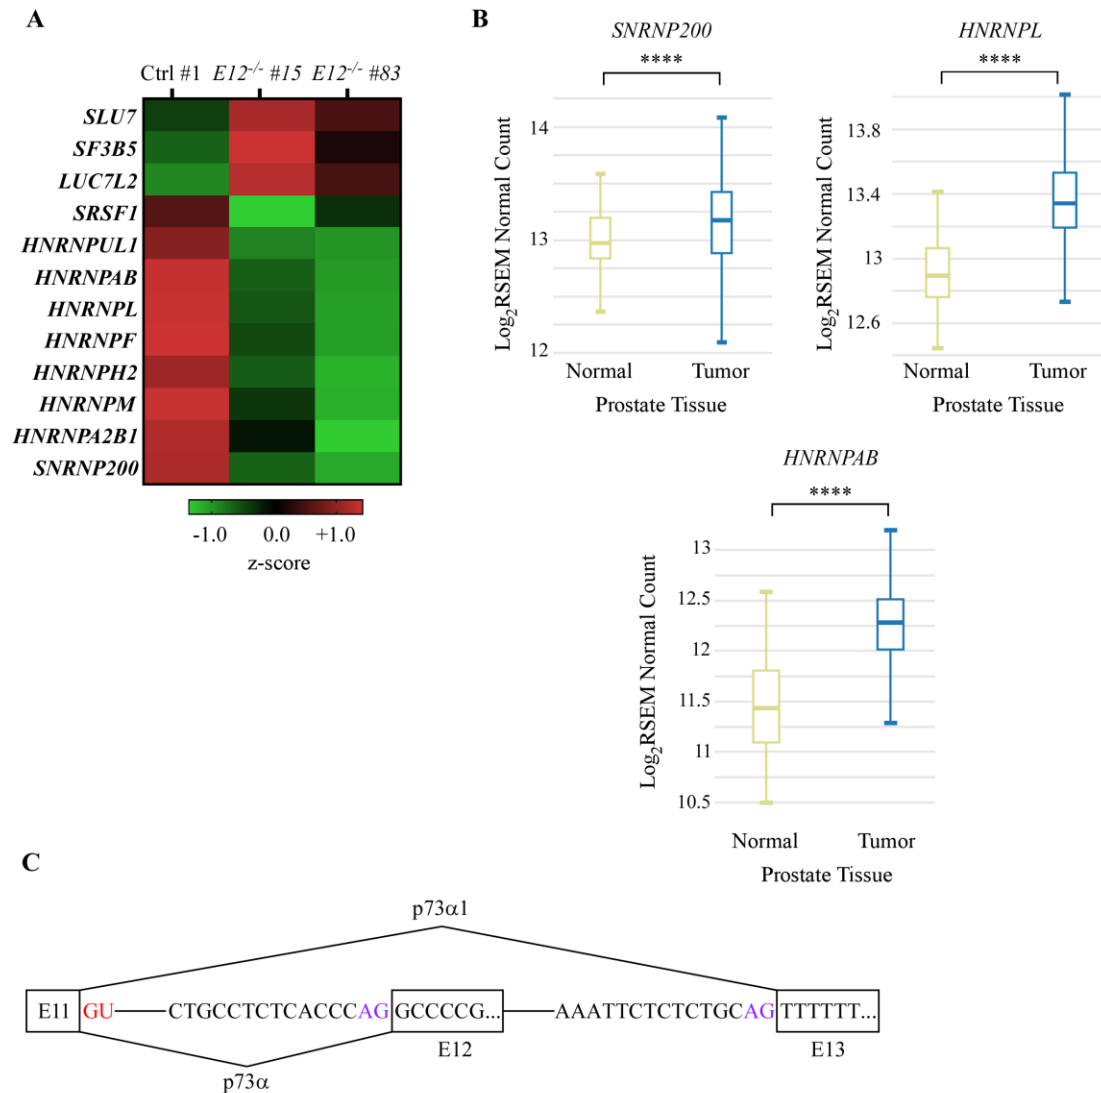 A
Ctrl #1 E12-/- #15 E12-/- #83
SLU7
SF3B5
LUC7L2
SRSF1
HNRNPUL1
HNRNPAB
HNRNPL
HNRNPF
HNRNPH2
HNRNPM
HNRNPA2B1
SNRNP200
-1.0 0.0 +1.0
z-score
B
SNRNP200
****
Log2RSEM Normal Count
14
13
12
Normal Tumor
Prostate Tissue
HNRNPL
****
Log2RSEM Normal Count
13.8
13.4
13
12.6
Normal Tumor
Prostate Tissue
HNRNPAB
****
Log2RSEM Normal Count
13
12.5
12
11.5
11
10.5
Normal Tumor
Prostate Tissue
C
p73α1
E11 GU CTGCCTCTCACCCAG GCCCCG... AAATTCTCTCTGCAG TTTTTT...
E12 E13
p73α